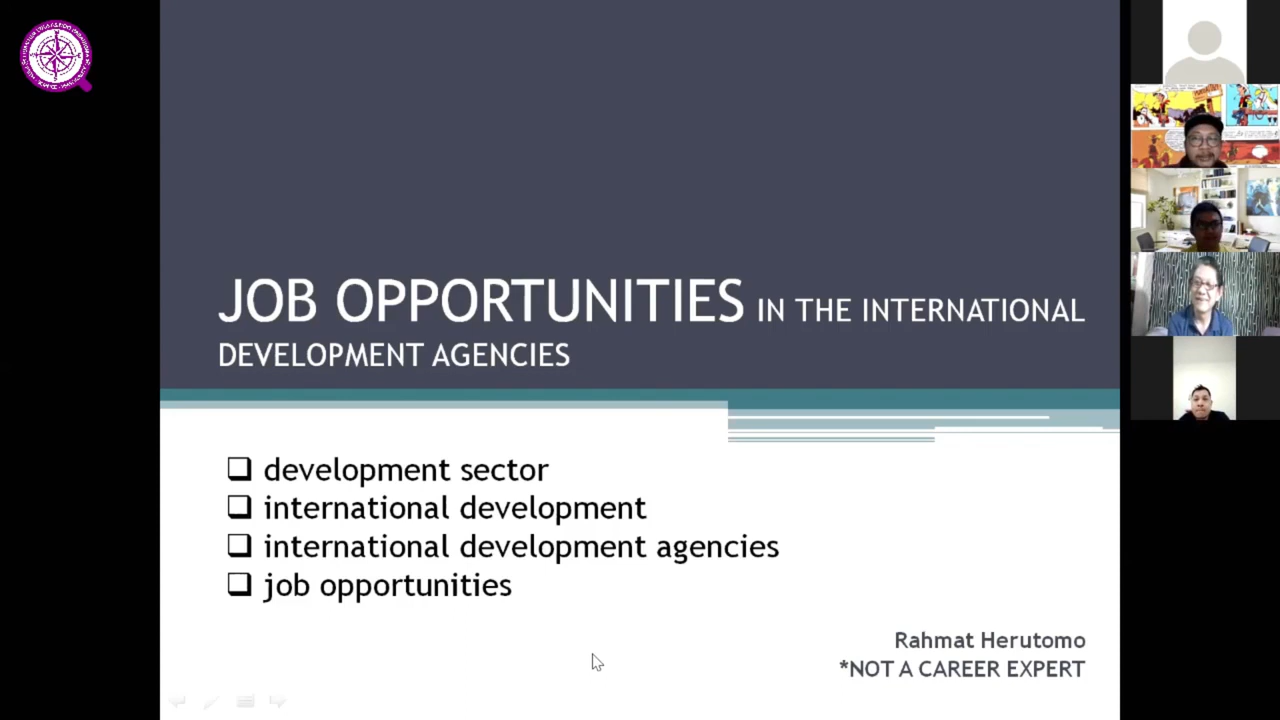 JOB OPPORTUNITIES IN THE INTERNATIONAL
DEVELOPMENT AGENCIES
❑ development sector
❑ international development
❑ international development agencies
❑ job opportunities
Rahmat Herutomo
*NOT A CAREER EXPERT